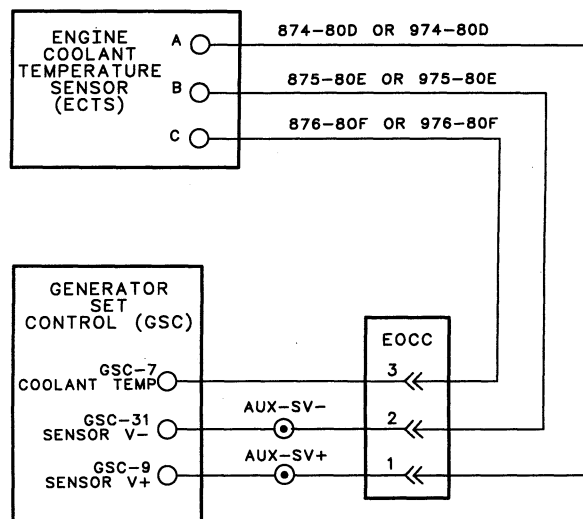 ENGINE
COOLANT
TEMPERATURE
SENSOR
(ECTS)
A
874-80D OR 974-80D
B
875-80E OR 975-80E
C
876-80F OR 976-80F
GENERATOR
SET
CONTROL (GSC)
EOCC
GSC-7
COOLANT TEMP
3
GSC-31
SENSOR V-
AUX-SV-
2
GSC-9
SENSOR V+
AUX-SV+
1